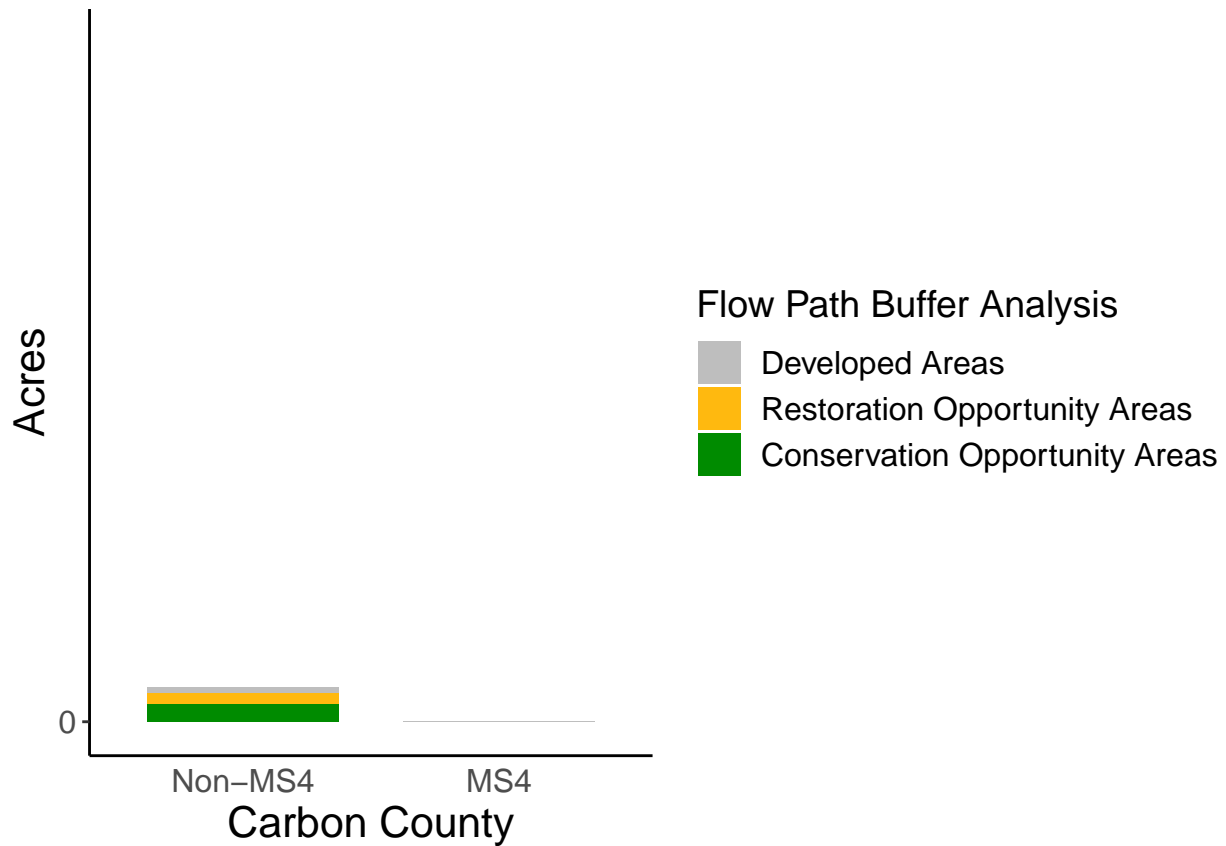 Acres
0
Non−MS4
MS4
Carbon County
Flow Path Buffer Analysis
Developed Areas
Restoration Opportunity Areas
Conservation Opportunity Areas